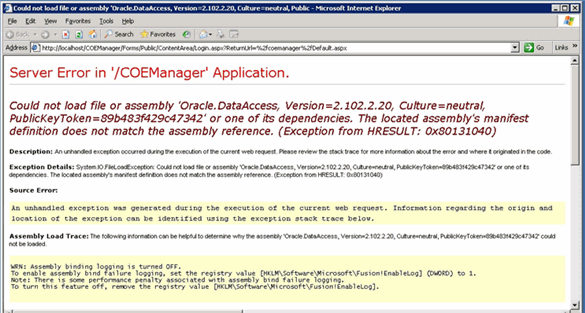 Could not load file or assembly 'Oracle.DataAccess, Version=2.102.2.20, Culture=neutral, Public - Microsoft Internet Explorer
File Edit View Favorites Tools Help
Back Search Favorites
Address http://localhost/COEManager/Forms/Public/ContentArea/Login.aspx?ReturnUrl=%2fcoemanager%2fDefault.aspx Go Links »
Server Error in '/COEManager' Application.
Could not load file or assembly 'Oracle.DataAccess, Version=2.102.2.20, Culture=neutral,
PublicKeyToken=89b483f429c47342' or one of its dependencies. The located assembly's manifest
definition does not match the assembly reference. (Exception from HRESULT: 0x80131040)
Description: An unhandled exception occurred during the execution of the current web request. Please review the stack trace for more information about the error and where it originated in the code.
Exception Details: System.IO.FileLoadException: Could not load file or assembly 'Oracle.DataAccess, Version=2.102.2.20, Culture=neutral, PublicKeyToken=89b483f429c47342' or one of its
dependencies. The located assembly's manifest definition does not match the assembly reference. (Exception from HRESULT: 0x80131040)
Source Error:
An unhandled exception was generated during the execution of the current web request. Information regarding the origin and
location of the exception can be identified using the exception stack trace below.
Assembly Load Trace: The following information can be helpful to determine why the assembly 'Oracle.DataAccess, Version=2.102.2.20, Culture=neutral, PublicKeyToken=89b483f429c47342' could
not be loaded.
WRN: Assembly binding logging is turned OFF.
To enable assembly bind failure logging, set the registry value [HKLM\Software\Microsoft\Fusion!EnableLog] (DWORD) to 1.
Note: There is some performance penalty associated with assembly bind failure logging.
To turn this feature off, remove the registry value [HKLM\Software\Microsoft\Fusion!EnableLog].